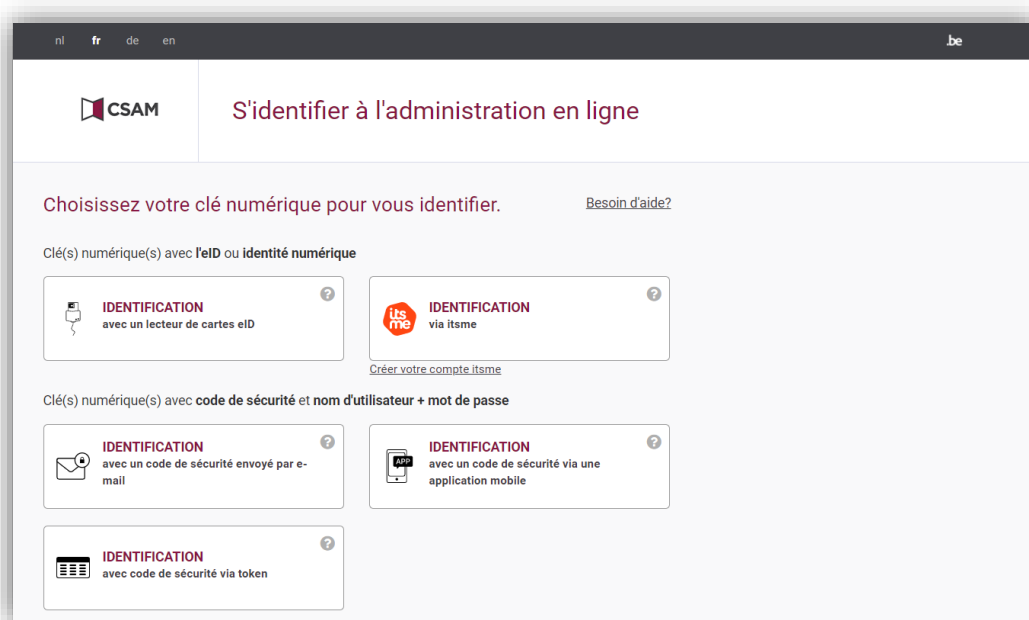 nl fr de en .be
CSAM
S'identifier à l'administration en ligne
Choisissez votre clé numérique pour vous identifier.
Besoin d'aide?
Clé(s) numérique(s) avec l'eID ou identité numérique
IDENTIFICATION
avec un lecteur de cartes eID
?
its
me
IDENTIFICATION
via itsme
?
Créer votre compte itsme
Clé(s) numérique(s) avec code de sécurité et nom d'utilisateur + mot de passe
IDENTIFICATION
avec un code de sécurité envoyé par e-
mail
?
APP
IDENTIFICATION
avec un code de sécurité via une
application mobile
?
IDENTIFICATION
avec code de sécurité via token
?